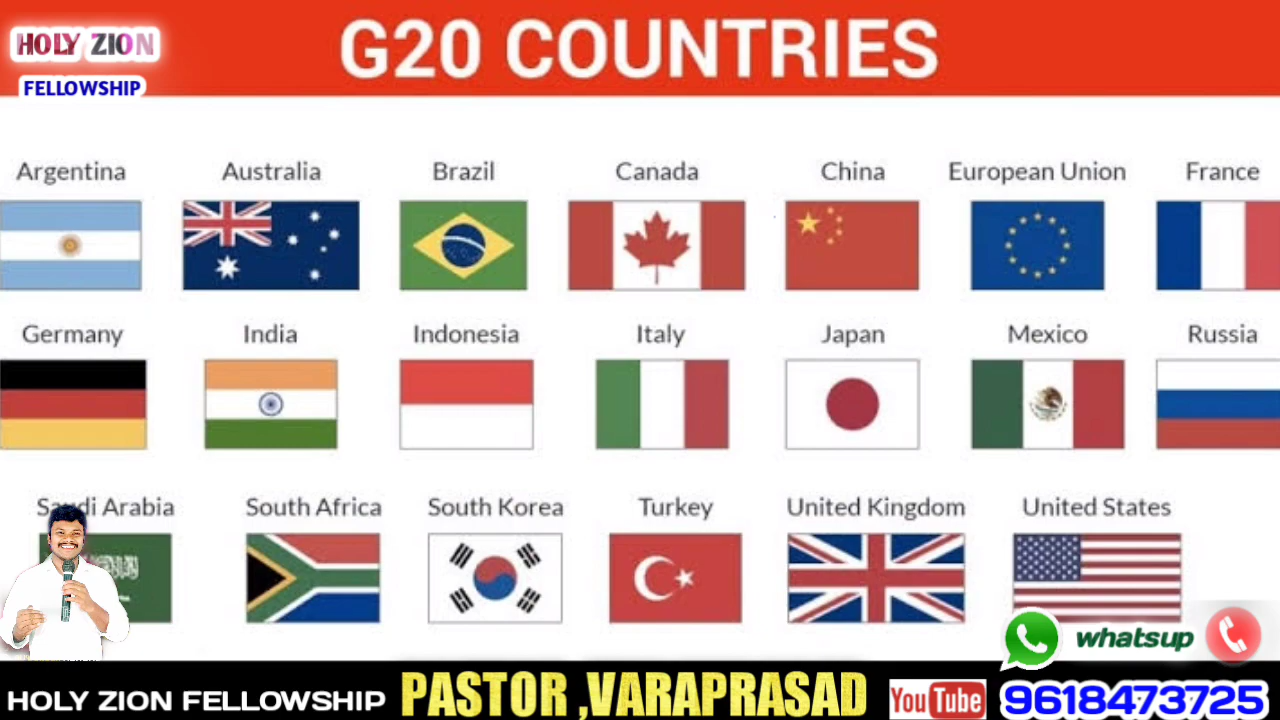 HOLY ZION
FELLOWSHIP
G20 COUNTRIES
Argentina Australia Brazil Canada China European Union France
Germany India Indonesia Italy Japan Mexico Russia
Saudi Arabia South Africa South Korea Turkey United Kingdom United States
whatsup
HOLY ZION FELLOWSHIP PASTOR ,VARAPRASAD YouTube 9618473725